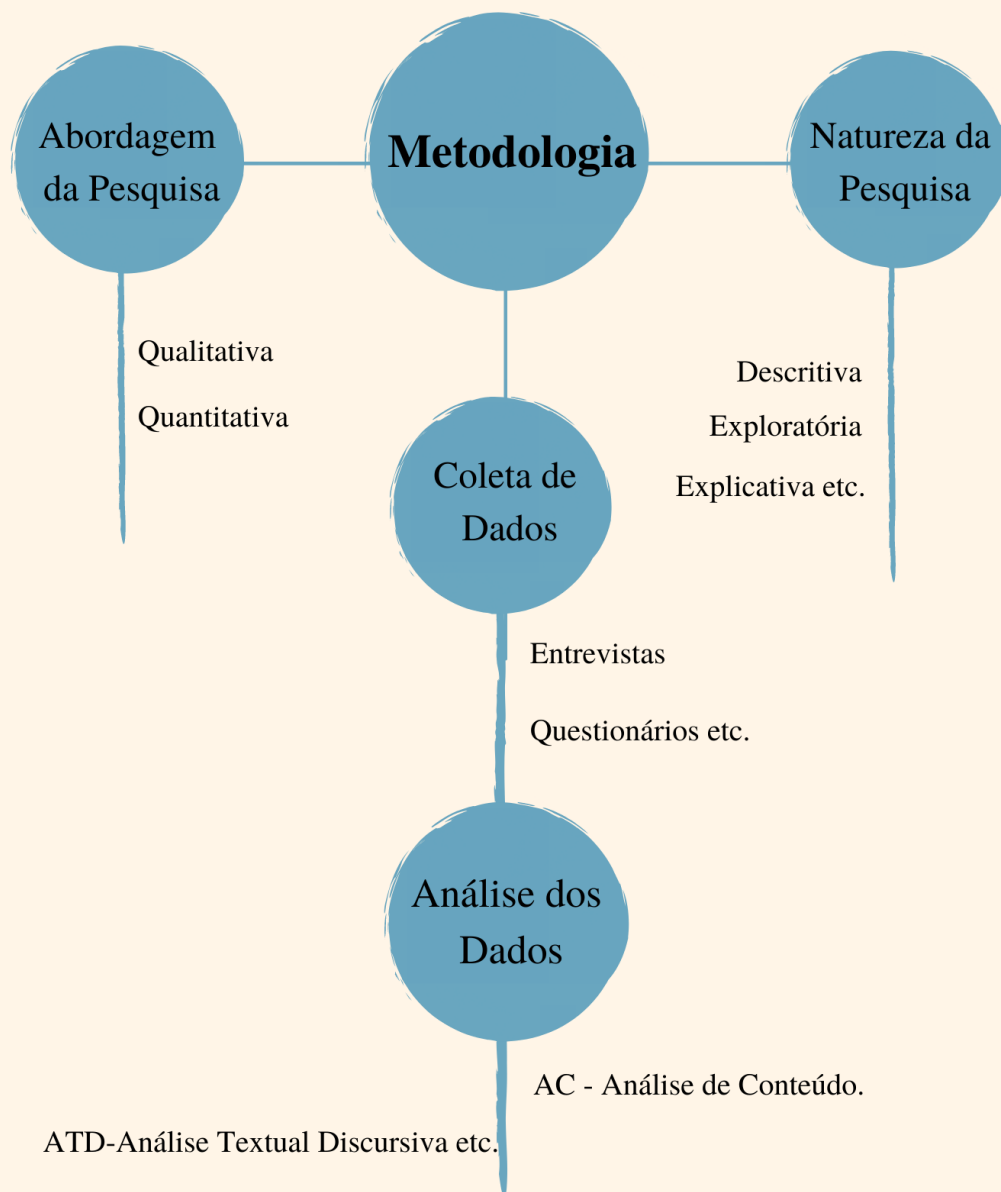 Abordagem
da Pesquisa
Metodologia
Natureza da
Pesquisa
Qualitativa
Quantitativa
Descritiva
Exploratória
Explicativa etc.
Coleta de
Dados
Entrevistas
Questionários etc.
Análise dos
Dados
AC - Análise de Conteúdo.
ATD-Análise Textual Discursiva etc.